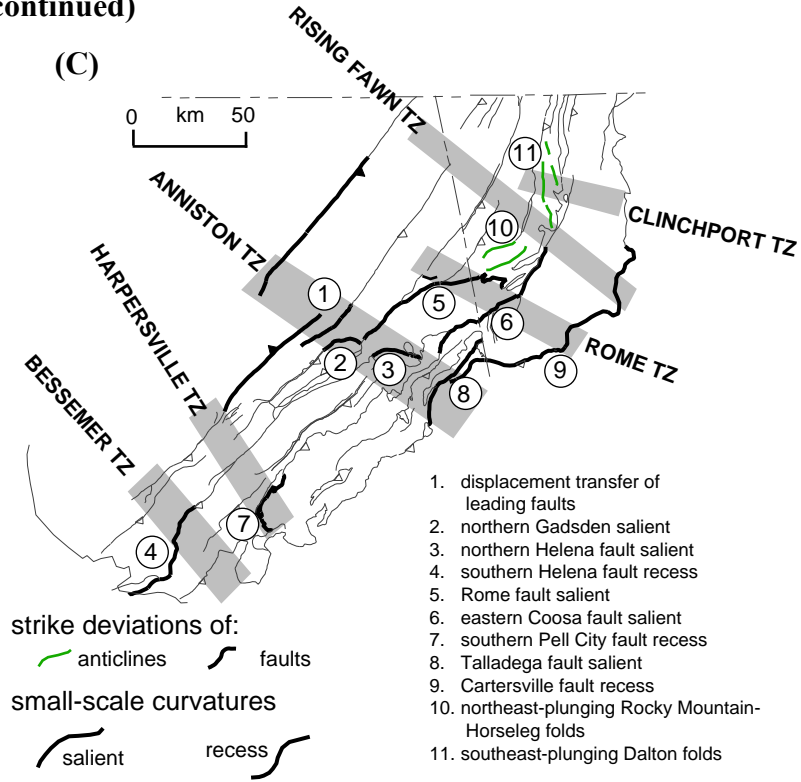 continued)
(C)
0 km 50
RISING FAWN TZ
ANNISTON TZ
HARPERSVILLE TZ
BESSEMER TZ
CLINCHPORT TZ
ROME TZ
11
10
1
5
6
2
3
9
8
7
4
1. displacement transfer of
leading faults
2. northern Gadsden salient
3. northern Helena fault salient
4. southern Helena fault recess
5. Rome fault salient
6. eastern Coosa fault salient
7. southern Pell City fault recess
8. Talladega fault salient
9. Cartersville fault recess
10. northeast-plunging Rocky Mountain-
Horseleg folds
11. southeast-plunging Dalton folds
strike deviations of:
anticlines faults
small-scale curvatures
salient recess